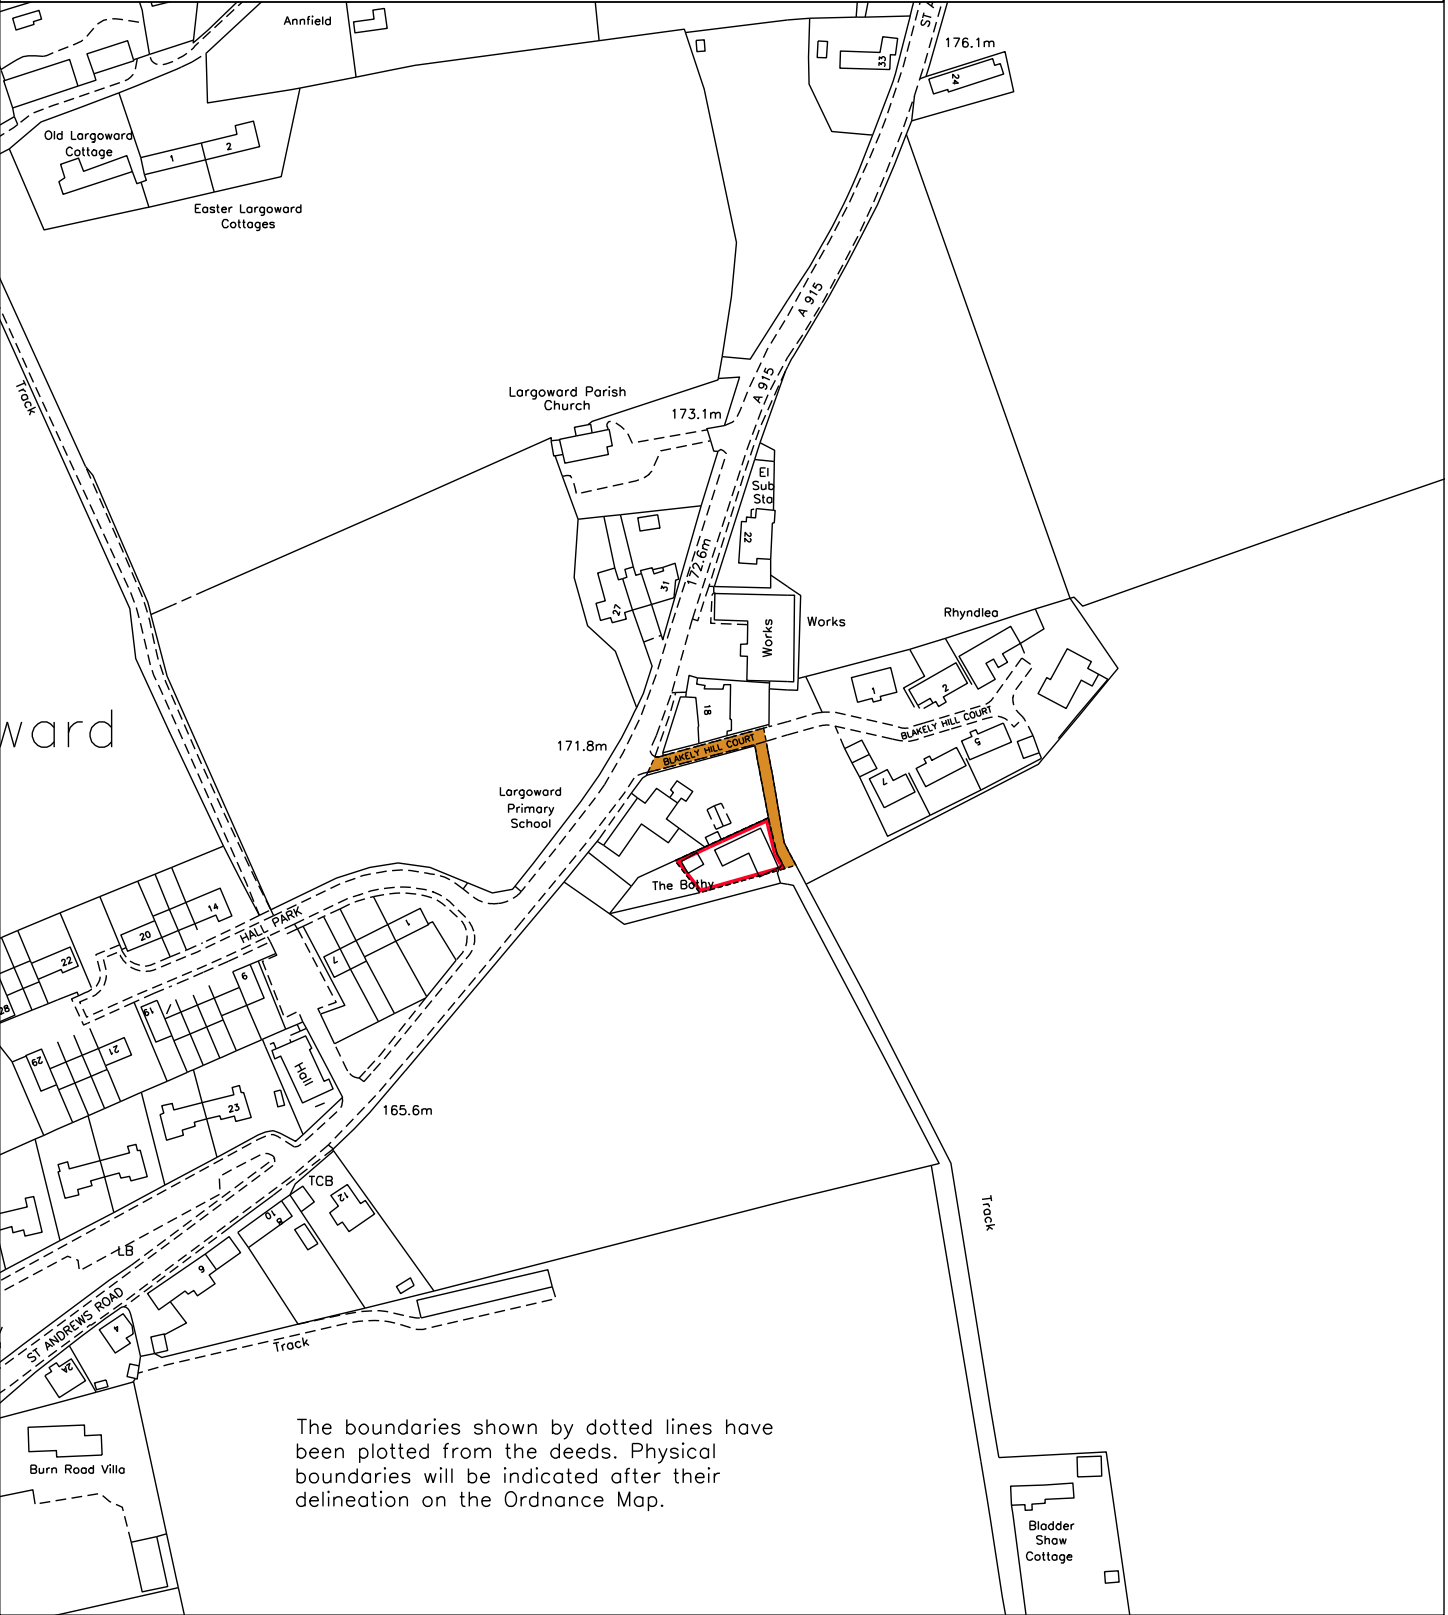 Annfield
ST A
176.1m
33
24
Old Largoward
Cottage
1
2
Easter Largoward
Cottages
A 915
Track
Largoward Parish
Church
A 915
173.1m
El
Sub
Sta
22
172.6m
31
27
Works
Works
Rhyndlea
1
2
18
BLAKELY HILL COURT
5
7
ward
171.8m
BLAKELY HILL COURT
Largoward
Primary
School
The Bothy
14
20
HALL PARK
1
7
22
9
28
19
21
29
Hall
23
165.6m
TCB
12
10
8
LB
6
Track
ST ANDREWS ROAD
4
2A
Track
The boundaries shown by dotted lines have
been plotted from the deeds. Physical
boundaries will be indicated after their
delineation on the Ordnance Map.
Burn Road Villa
Bladder
Shaw
Cottage